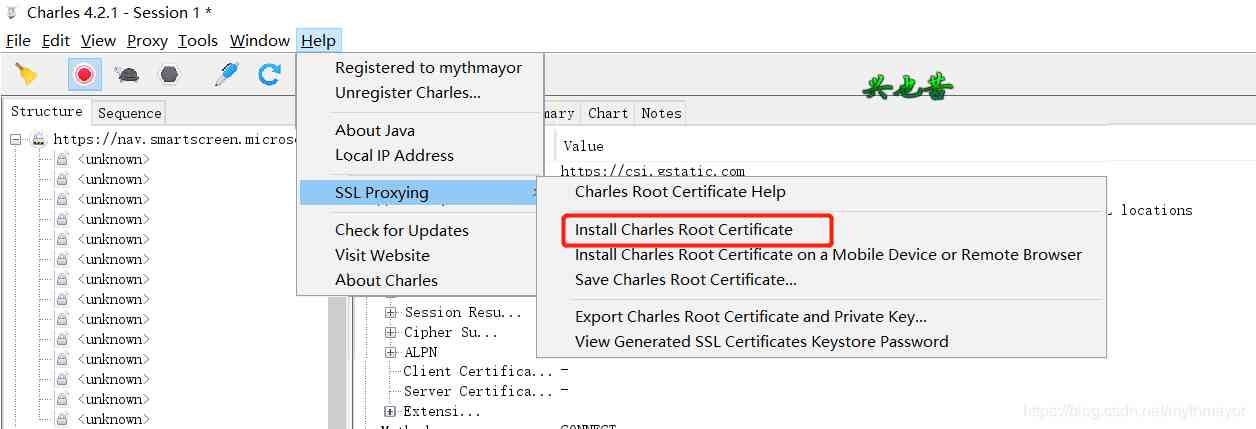 Charles 4.2.1 - Session 1 *
File Edit View Proxy Tools Window Help
Registered to mythmayor
Unregister Charles...
About Java
Local IP Address
SSL Proxying
Check for Updates
Visit Website
About Charles
头也昔
Structure Sequence
mary Chart Notes
https://nav.smartscreen.microso
<unknown>
<unknown>
<unknown>
<unknown>
<unknown>
<unknown>
<unknown>
<unknown>
<unknown>
<unknown>
<unknown>
<unknown>
<unknown>
<unknown>
Value
https://csi.gstatic.com
Charles Root Certificate Help
L locations
Install Charles Root Certificate
Install Charles Root Certificate on a Mobile Device or Remote Browser
Save Charles Root Certificate...
Export Charles Root Certificate and Private Key...
View Generated SSL Certificates Keystore Password
Session Resu...
Cipher Su...
ALPN
Client Certifica... -
Server Certifica... -
Extensi...
CONNECT
https://blog.csdn.net/mythmayor